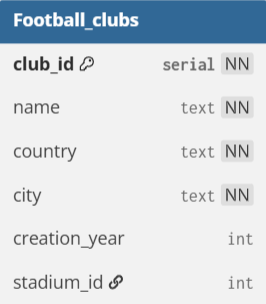 Football_clubs
club_id serial NN
name text NN
country text NN
city text NN
creation_year int
stadium_id int